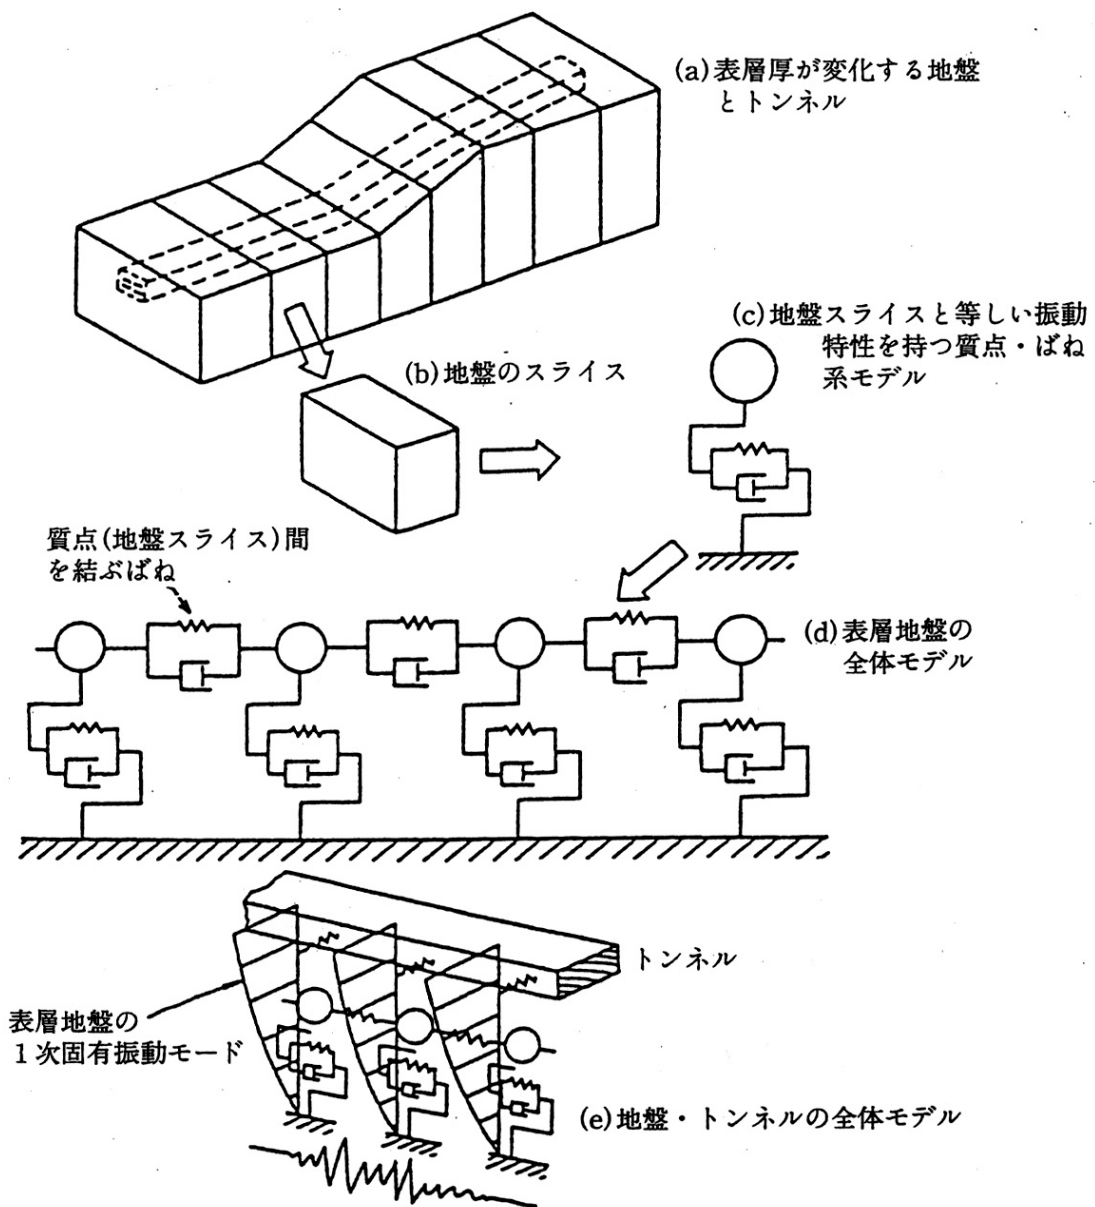 (a)表層厚が変化する地盤
とトンネル
(c)地盤スライスと等しい振動
特性を持つ質点・ばね
系モデル
(b)地盤のスライス
質点(地盤スライス)間
を結ぶばね
(d)表層地盤の
全体モデル
トンネル
表層地盤の
1次固有振動モード
(e)地盤・トンネルの全体モデル